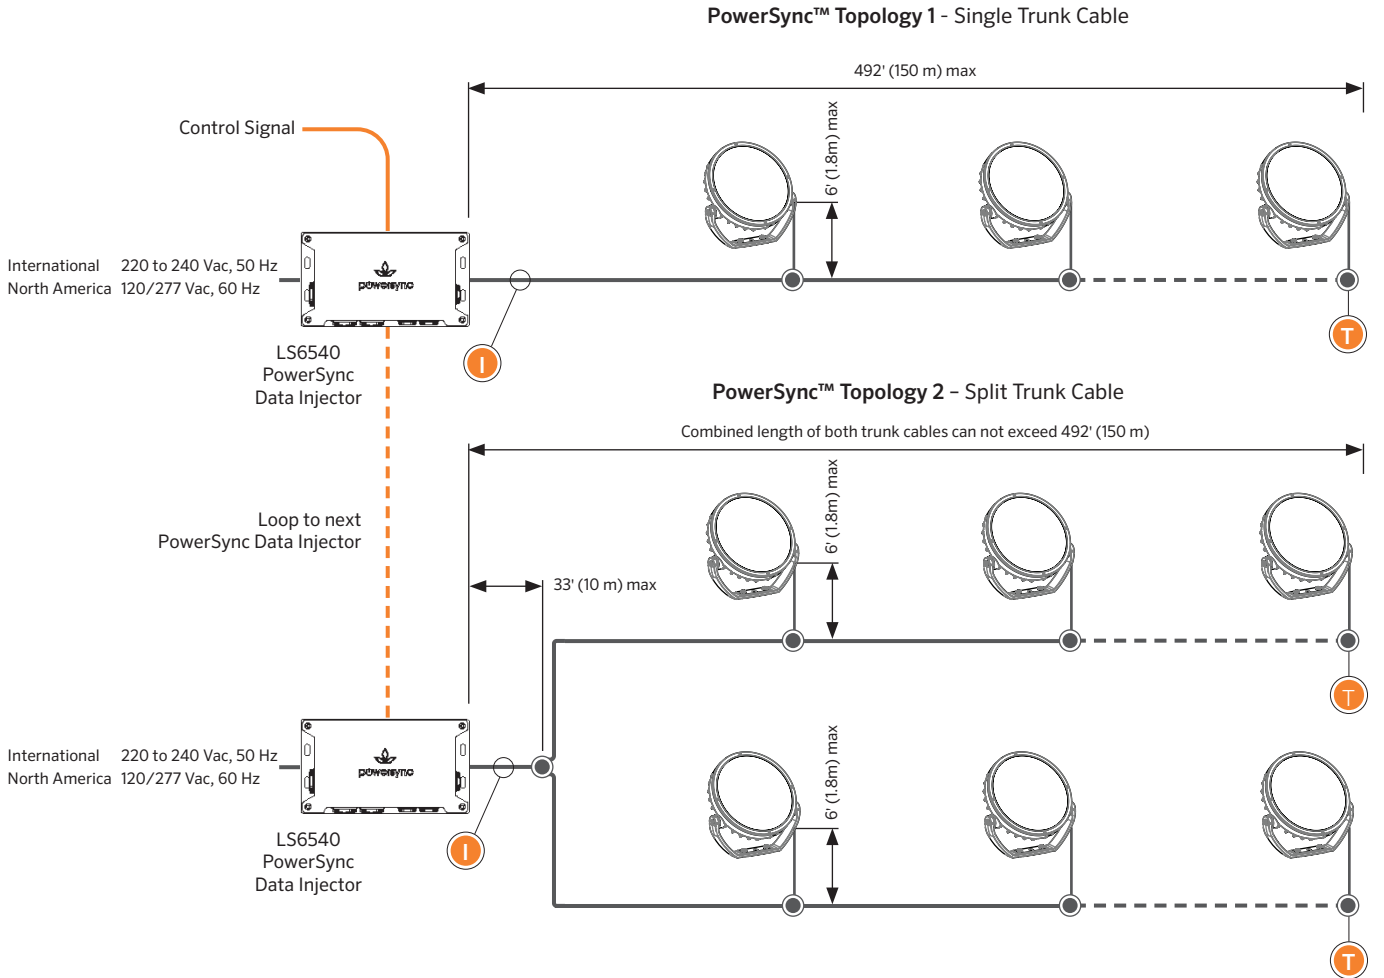 PowerSync™ Topology 1 - Single Trunk Cable
492' (150 m) max
Control Signal
6' (1.8m) max
International 220 to 240 Vac, 50 Hz
North America 120/277 Vac, 60 Hz
powersync
LS6540
PowerSync
Data Injector
I
T
PowerSync™ Topology 2 – Split Trunk Cable
Combined length of both trunk cables can not exceed 492' (150 m)
6' (1.8m) max
Loop to next
PowerSync Data Injector
33' (10 m) max
T
International 220 to 240 Vac, 50 Hz
North America 120/277 Vac, 60 Hz
powersync
6' (1.8m) max
LS6540
PowerSync
Data Injector
I
T